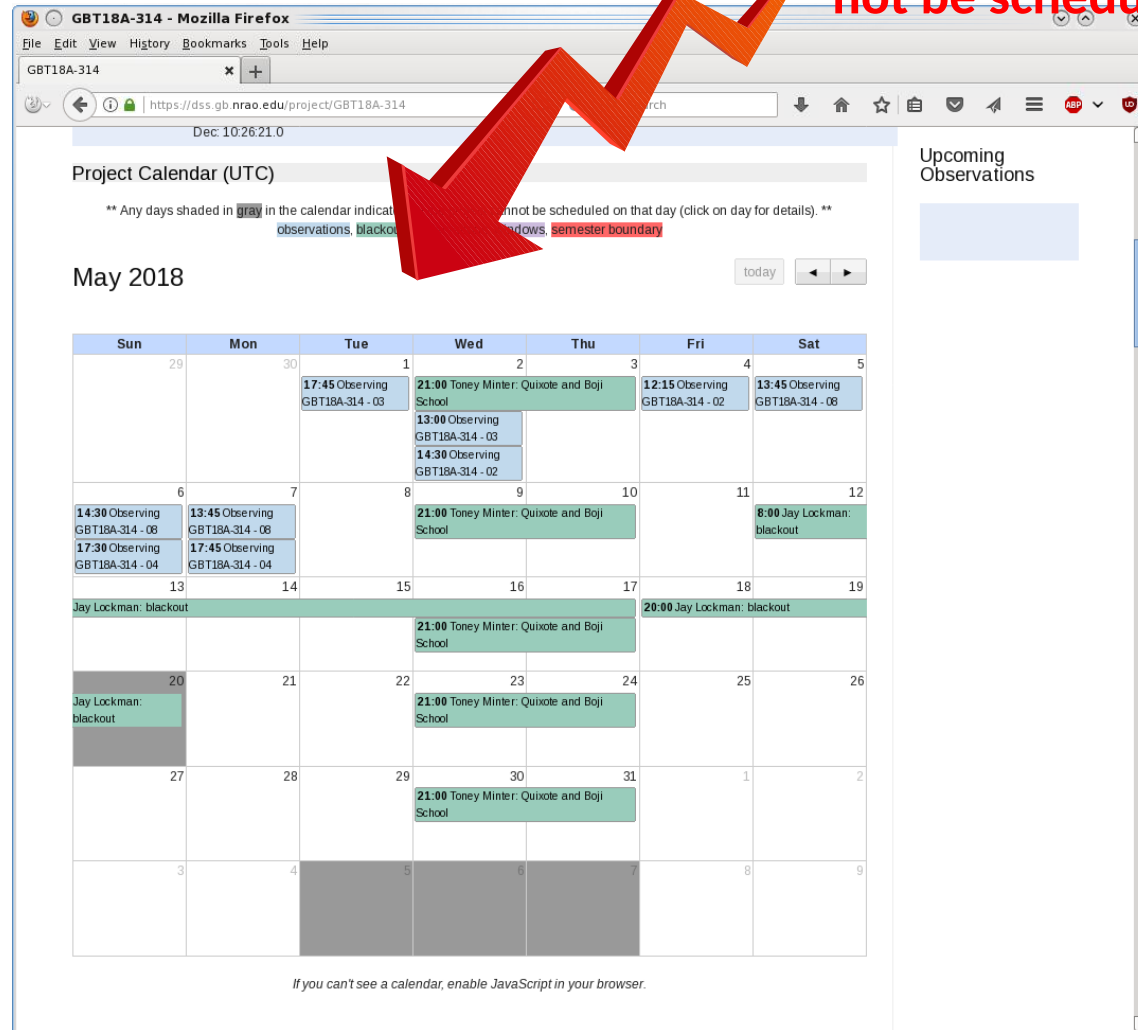 not be schedu
GBT18A-314 - Mozilla Firefox
File Edit View History Bookmarks Tools Help
GBT18A-314
https://dss.gb.nrao.edu/project/GBT18A-314
ABP
Dec: 10:26:21.0
Project Calendar (UTC)
Upcoming
Observations
** Any days shaded in gray in the calendar be scheduled on that day (click on day for details). **
observations, semester boundary
May 2018
today
Sun Mon Tue Wed Thu Fri Sat
29 30 1 2 3 4 5
17:45 Observing 21:00 Toney Minter: Quixote and Boji 12:15 Observing 13:45 Observing
GBT18A-314 - 03 School GBT18A-314 - 02 GBT18A-314 - 08
13:00 Observing
GBT18A-314 - 03
14:30 Observing
GBT18A-314 - 02
6 7 8 9 10 11 12
14:30 Observing 13:45 Observing 21:00 Toney Minter: Quixote and Boji 8:00 Jay Lockman:
GBT18A-314 - 08 GBT18A-314 - 08 School blackout
17:30 Observing 17:45 Observing
GBT18A-314 - 04 GBT18A-314 - 04
13 14 15 16 17 18 19
Jay Lockman: blackout 20:00 Jay Lockman: blackout
21:00 Toney Minter: Quixote and Boji
School
20 21 22 23 24 25 26
Jay Lockman: 21:00 Toney Minter: Quixote and Boji
blackout School
27 28 29 30 31 1 2
21:00 Toney Minter: Quixote and Boji
School
3 4 5 6 7 8 9
If you can't see a calendar, enable JavaScript in your browser.